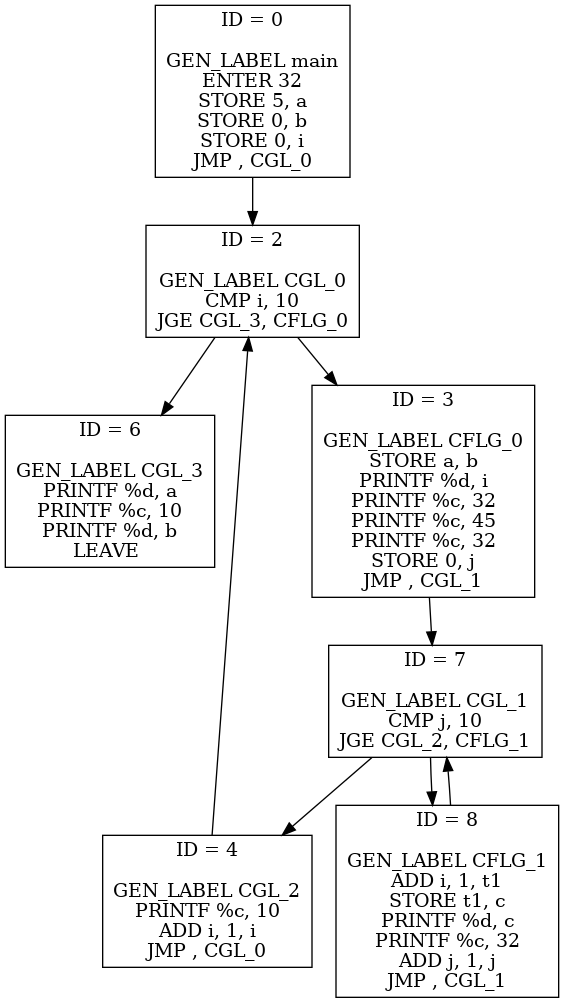 ID = 0
GEN_LABEL main
ENTER 32
STORE 5, a
STORE 0, b
STORE 0, i
JMP , CGL_0
ID = 2
GEN_LABEL CGL_0
CMP i, 10
JGE CGL_3, CFLG_0
ID = 6
GEN_LABEL CGL_3
PRINTF %d, a
PRINTF %c, 10
PRINTF %d, b
LEAVE
ID = 3
GEN_LABEL CFLG_0
STORE a, b
PRINTF %d, i
PRINTF %c, 32
PRINTF %c, 45
PRINTF %c, 32
STORE 0, j
JMP , CGL_1
ID = 7
GEN_LABEL CGL_1
CMP j, 10
JGE CGL_2, CFLG_1
ID = 4
GEN_LABEL CGL_2
PRINTF %c, 10
ADD i, 1, i
JMP , CGL_0
ID = 8
GEN_LABEL CFLG_1
ADD i, 1, t1
STORE t1, c
PRINTF %d, c
PRINTF %c, 32
ADD j, 1, j
JMP , CGL_1